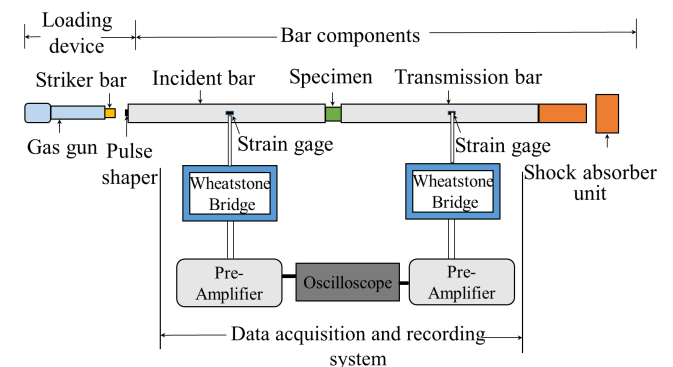 Loading
device
Bar components
Striker bar
Incident bar
Specimen
Transmission bar
Gas gun
Pulse
shaper
Strain gage
Strain gage
Shock absorber
unit
Wheatstone
Bridge
Wheatstone
Bridge
Pre-
Amplifier
Oscilloscope
Pre-
Amplifier
Data acquisition and recording
system